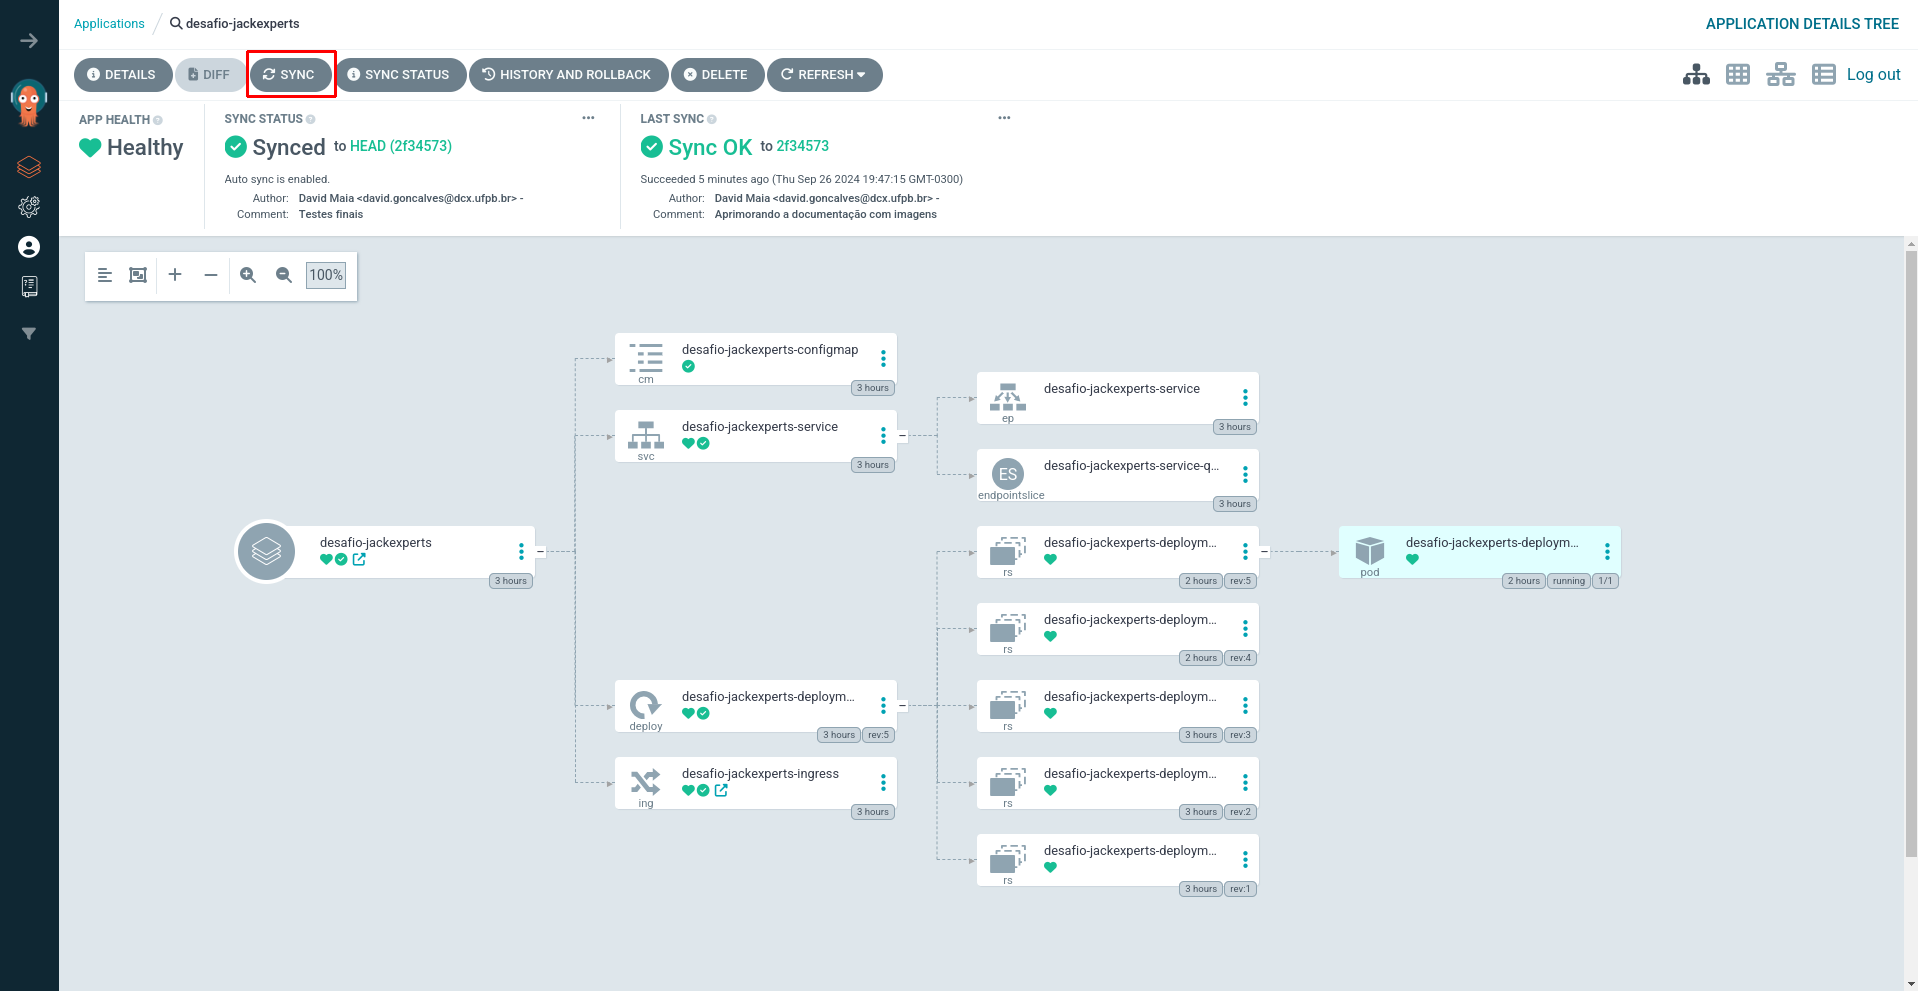 Applications / desafio-jackexperts
APPLICATION DETAILS TREE
DETAILS DIFF SYNC SYNC STATUS HISTORY AND ROLLBACK DELETE REFRESH
Log out
APP HEALTH
Healthy
SYNC STATUS
Synced to HEAD (2f34573)
Auto sync is enabled.
Author: David Maia <david.goncalves@dcx.ufpb.br> -
Comment: Testes finais
LAST SYNC
Sync OK to 2f34573
Succeeded 5 minutes ago (Thu Sep 26 2024 19:47:15 GMT-0300)
Author: David Maia <david.goncalves@dcx.ufpb.br> -
Comment: Aprimorando a documentação com imagens
100%
desafio-jackexperts
3 hours
desafio-jackexperts-configmap
cm
3 hours
desafio-jackexperts-service
svc
3 hours
desafio-jackexperts-deploym...
deploy
3 hours rev:5
desafio-jackexperts-ingress
ing
3 hours
desafio-jackexperts-service
ep
3 hours
ES
desafio-jackexperts-service-q...
endpointslice
3 hours
desafio-jackexperts-deploym...
rs
2 hours rev:5
desafio-jackexperts-deploym...
rs
2 hours rev:4
desafio-jackexperts-deploym...
rs
3 hours rev:3
desafio-jackexperts-deploym...
rs
3 hours rev:2
desafio-jackexperts-deploym...
rs
3 hours rev:1
desafio-jackexperts-deploym...
pod
2 hours running 1/1